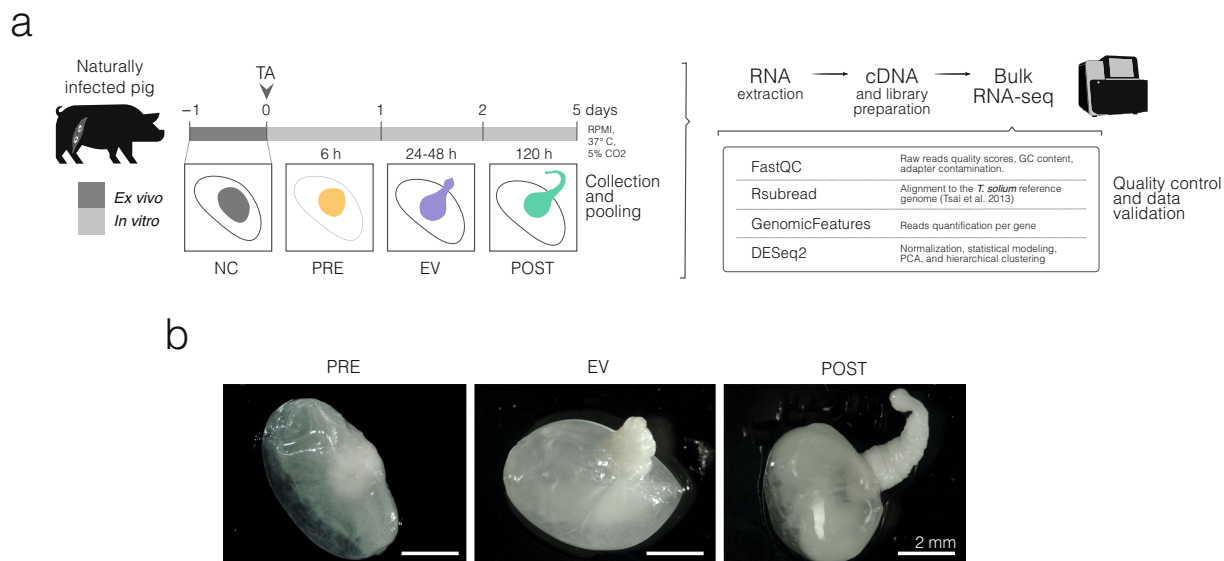 a
Naturally
infected pig
TA
−1
0
1
2
5 days
RPMI,
37° C,
5% CO2
6 h
24-48 h
120 h
Ex vivo
In vitro
Collection
and
pooling
NC
PRE
EV
POST
RNA
extraction
cDNA
and library
preparation
Bulk
RNA-seq
FastQC
Raw reads quality scores, GC content,
adapter contamination.
Rsubread
Alignment to the T. solium reference
genome (Tsai et al. 2013)
GenomicFeatures
Reads quantification per gene
DESeq2
Normalization, statistical modeling,
PCA, and hierarchical clustering
Quality control
and data
validation
b
PRE
EV
POST
2 mm